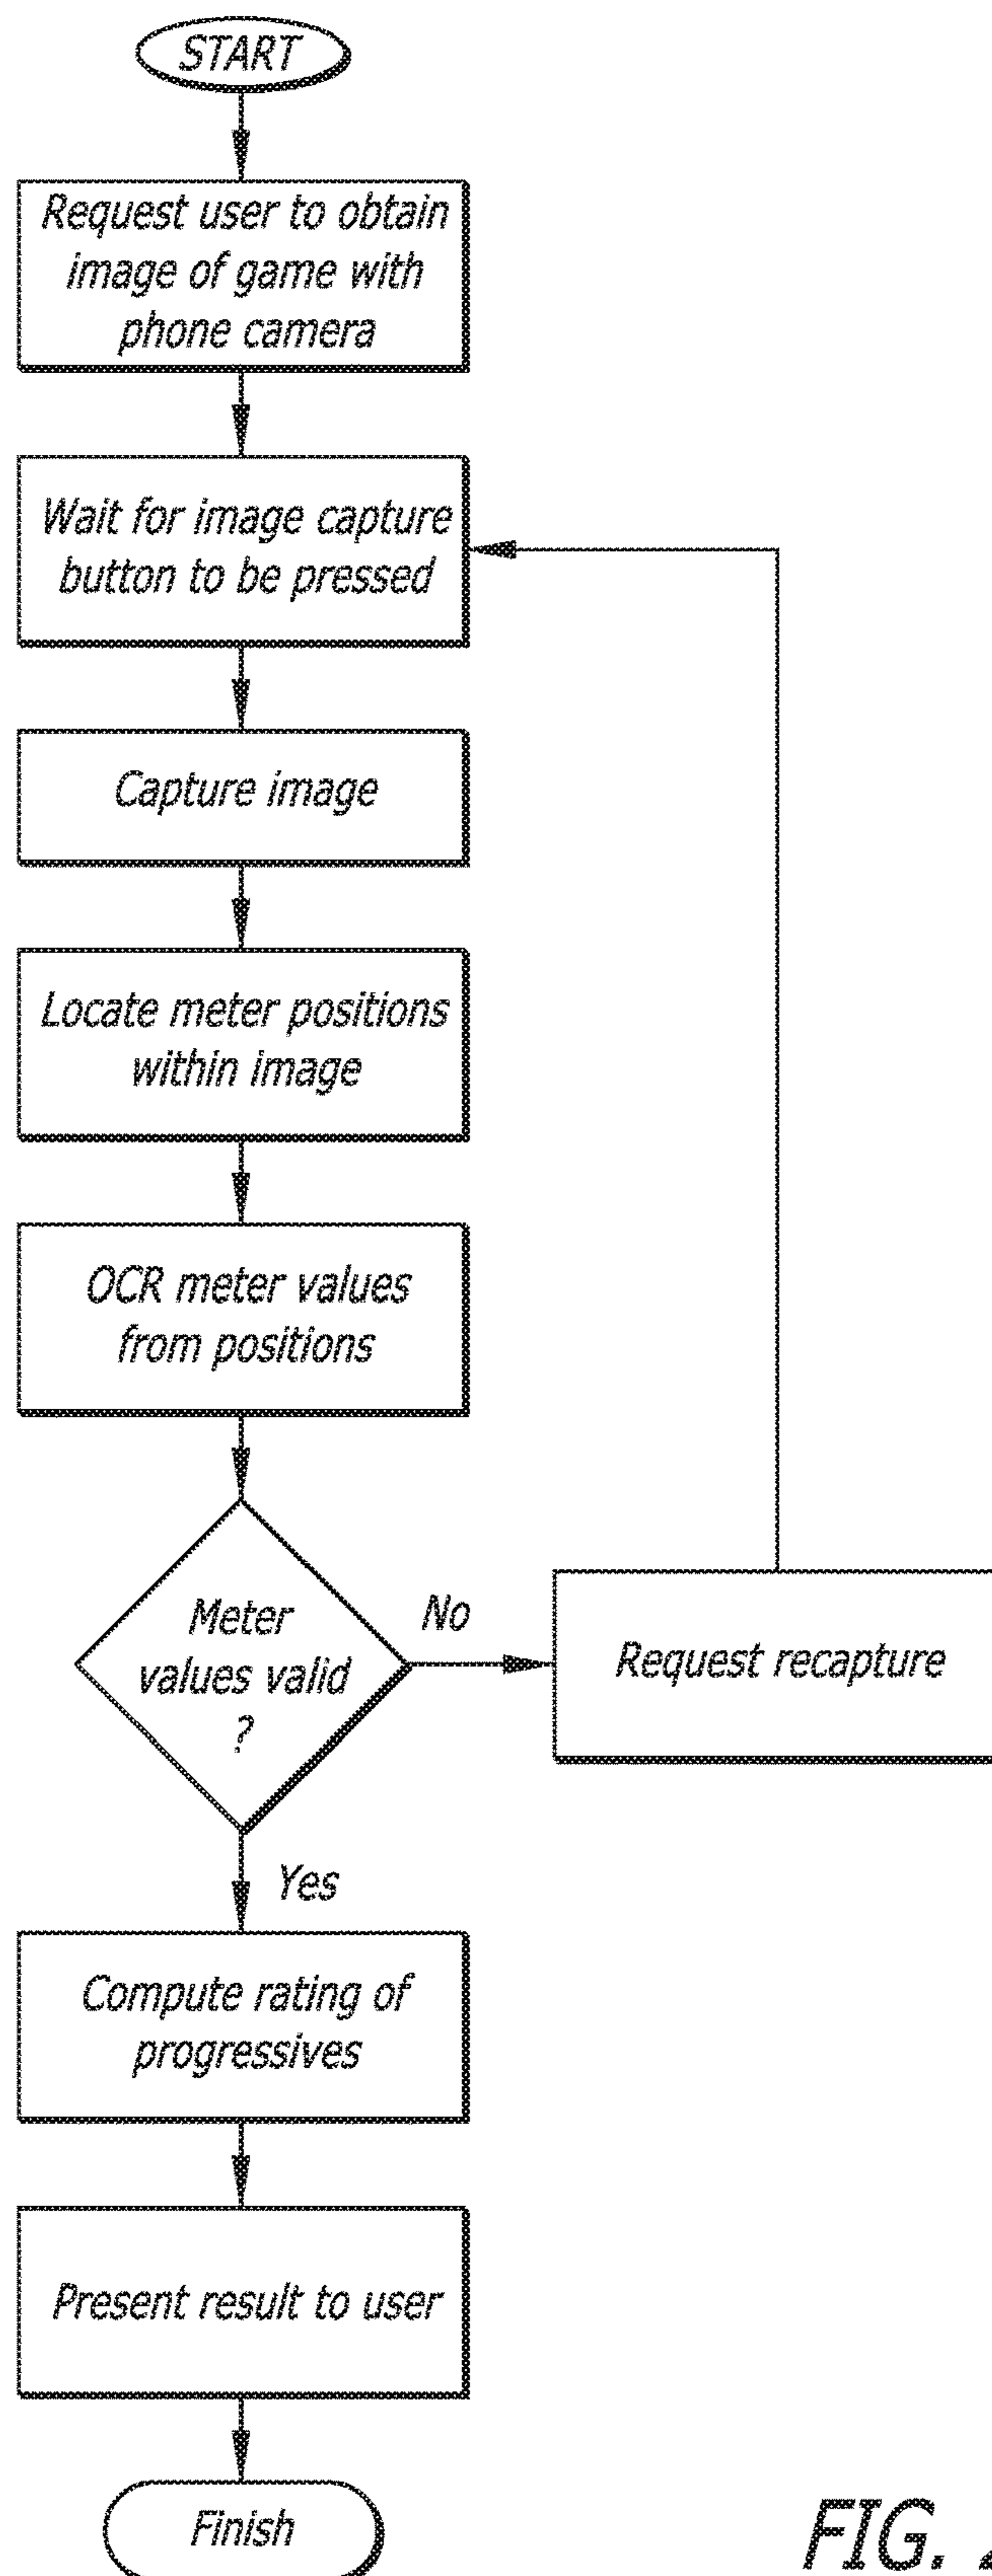 START
Request user to obtain
image of game with
phone camera
Wait for image capture
button to be pressed
Capture image
Locate meter positions
within image
OCR meter values
from positions
Meter
values valid
?
No
Request recapture
Yes
Compute rating of
progressives
Present result to user
Finish
FIG.